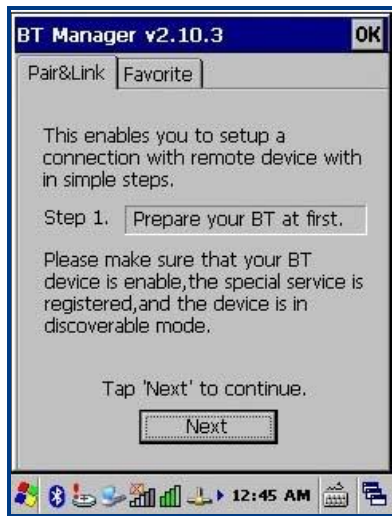 BT Manager v2.10.3 OK
Pair&Link Favorite
This enables you to setup a
connection with remote device with
in simple steps.
Step 1. Prepare your BT at first.
Please make sure that your BT
device is enable,the special service is
registered,and the device is in
discoverable mode.
Tap 'Next' to continue.
Next
12:45 AM